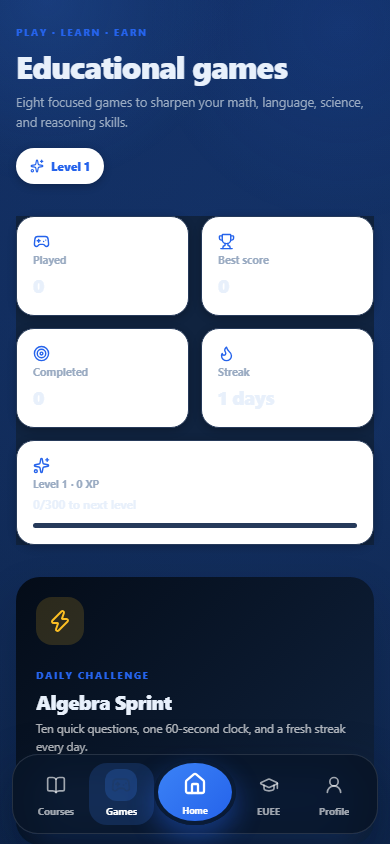 PLAY · LEARN · EARN
Educational games
Eight focused games to sharpen your math, language, science,
and reasoning skills.
Level 1
Played
0
Best score
0
Completed
0
Streak
1 days
Level 1 · 0 XP
0/300 to next level
DAILY CHALLENGE
Algebra Sprint
Ten quick questions, one 60-second clock, and a fresh streak
every day.
Courses
Games
Home
EUEE
Profile